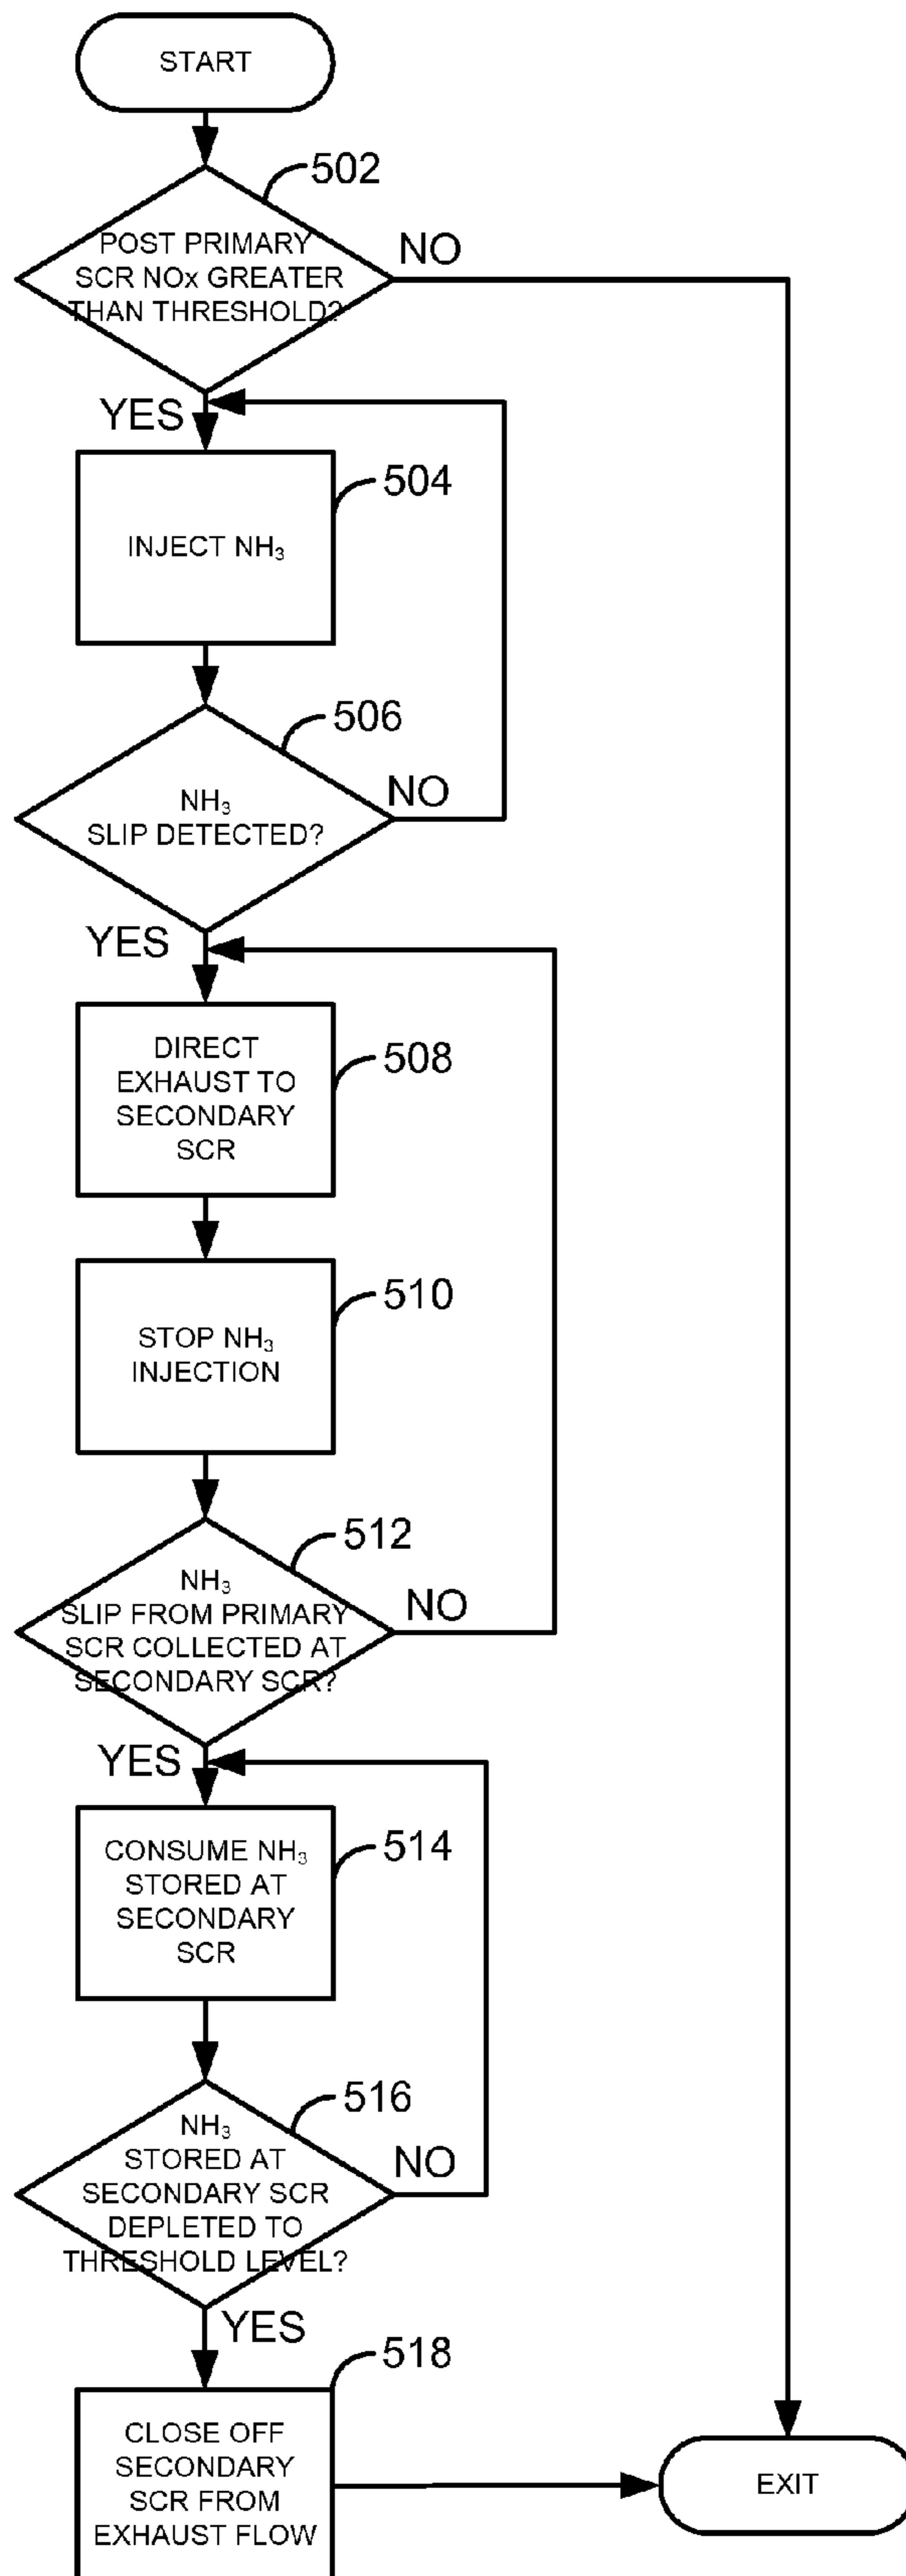 START
502
POST PRIMARY
SCR NOx GREATER
THAN THRESHOLD?
NO
YES
504
INJECT NH₃
506
NH₃
SLIP DETECTED?
NO
YES
508
DIRECT
EXHAUST TO
SECONDARY
SCR
510
STOP NH₃
INJECTION
512
NH₃
SLIP FROM PRIMARY
SCR COLLECTED AT
SECONDARY SCR?
NO
YES
514
CONSUME NH₃
STORED AT
SECONDARY
SCR
516
NH₃
STORED AT
SECONDARY SCR
DEPLETED TO
THRESHOLD LEVEL?
NO
YES
518
CLOSE OFF
SECONDARY
SCR FROM
EXHAUST FLOW
EXIT